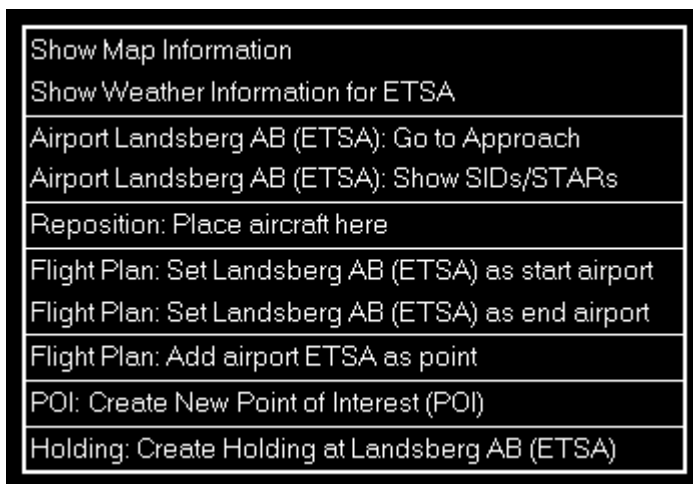 Show Map Information
Show Weather Information for ETSA
Airport Landsberg AB (ETSA): Go to Approach
Airport Landsberg AB (ETSA): Show SIDs/STARs
Reposition: Place aircraft here
Flight Plan: Set Landsberg AB (ETSA) as start airport
Flight Plan: Set Landsberg AB (ETSA) as end airport
Flight Plan: Add airport ETSA as point
POI: Create New Point of Interest (POI)
Holding: Create Holding at Landsberg AB (ETSA)